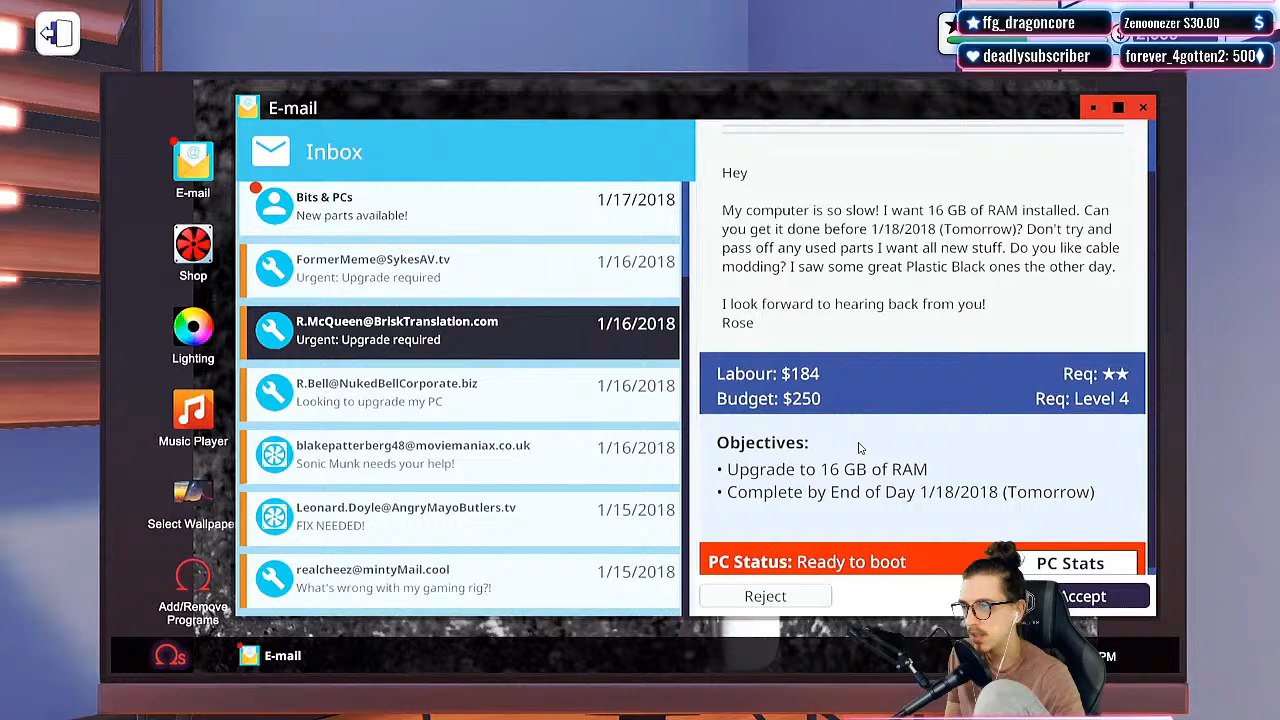 ffg_dragoncore
Zenoonezer $30.00 $
deadlysubscriber
forever_4gotten2: 500
E-mail
E-mail
Shop
Lighting
Music Player
Select Wallpape
Add/Remove
Programs
Inbox
Bits & PCs
1/17/2018
New parts available!
FormerMeme@SykesAV.tv
1/16/2018
Urgent: Upgrade required
R.McQueen@BriskTranslation.com
1/16/2018
Urgent: Upgrade required
R.Bell@NukedBellCorporate.biz
1/16/2018
Looking to upgrade my PC
blakepatterberg48@moviemaniax.co.uk
1/16/2018
Sonic Munk needs your help!
Leonard.Doyle@AngryMayoButlers.tv
1/15/2018
FIX NEEDED!
realcheez@mintyMail.cool
1/15/2018
What's wrong with my gaming rig?!
Hey
My computer is so slow! I want 16 GB of RAM installed. Can
you get it done before 1/18/2018 (Tomorrow)? Don't try and
pass off any used parts I want all new stuff. Do you like cable
modding? I saw some great Plastic Black ones the other day.
I look forward to hearing back from you!
Rose
Labour: $184
Req: ★★
Budget: $250
Req: Level 4
Objectives:
• Upgrade to 16 GB of RAM
• Complete by End of Day 1/18/2018 (Tomorrow)
PC Status: Ready to boot
PC Stats
Reject
Accept
Ωs
E-mail
PM